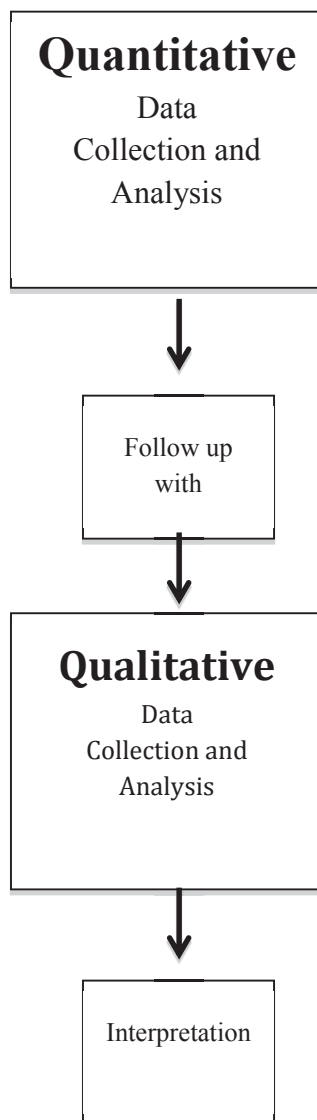 Quantitative
Data
Collection and
Analysis
Follow up
with
Qualitative
Data
Collection and
Analysis
Interpretation